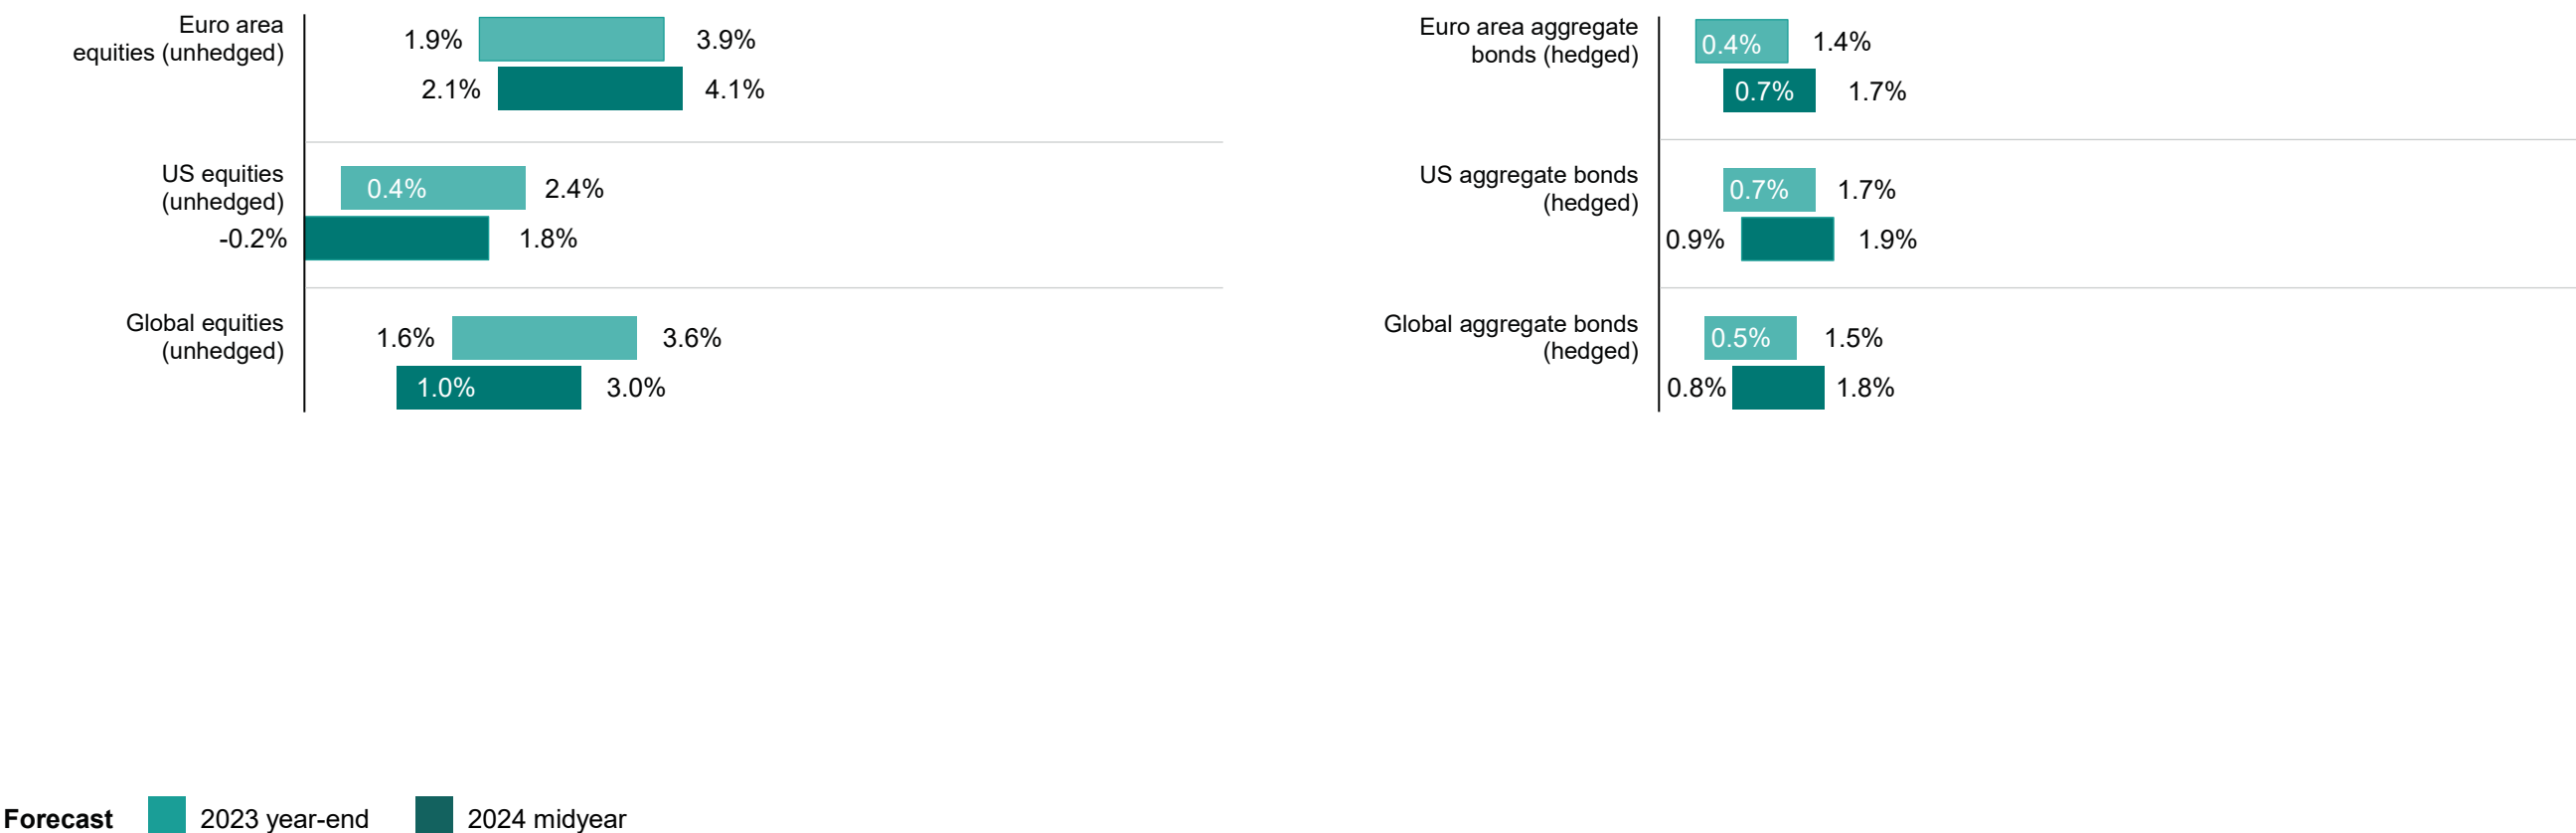 Euro area
equities (unhedged)
1.9% 3.9%
2.1% 4.1%
US equities
(unhedged)
0.4% 2.4%
-0.2% 1.8%
Global equities
(unhedged)
1.6% 3.6%
1.0% 3.0%
Euro area aggregate
bonds (hedged)
0.4% 1.4%
0.7% 1.7%
US aggregate bonds
(hedged)
0.7% 1.7%
0.9% 1.9%
Global aggregate bonds
(hedged)
0.5% 1.5%
0.8% 1.8%
Forecast 2023 year-end 2024 midyear